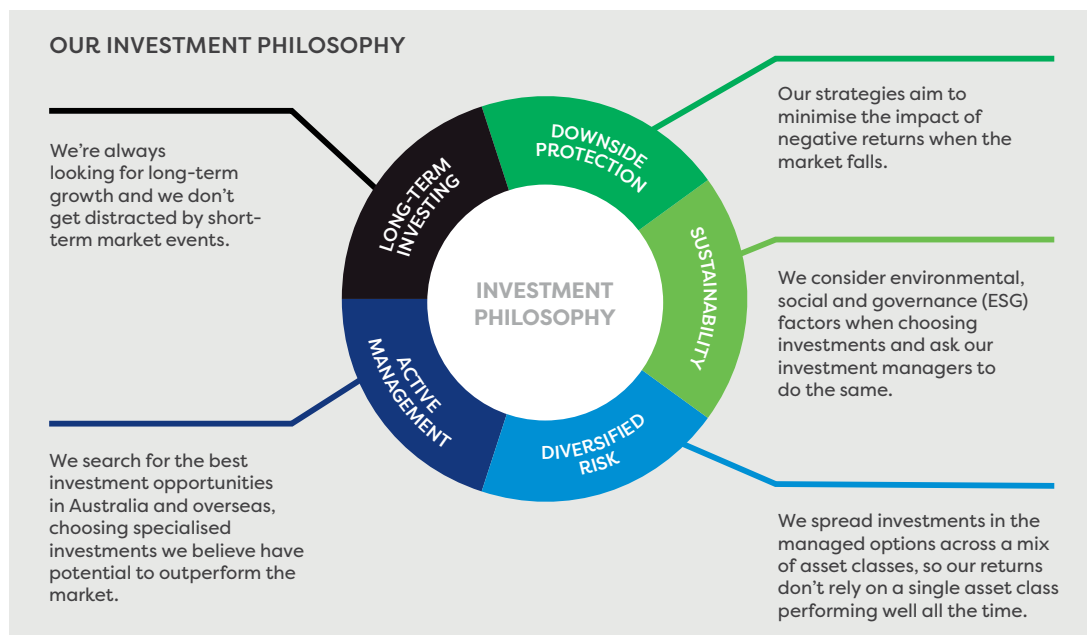 OUR INVESTMENT PHILOSOPHY
We’re always
looking for long-term
growth and we don’t
get distracted by short-
term market events.
LONG-TERM
INVESTING
DOWNSIDE
PROTECTION
Our strategies aim to
minimise the impact of
negative returns when the
market falls.
SUSTAINABILITY
We consider environmental,
social and governance (ESG)
factors when choosing
investments and ask our
investment managers to
do the same.
INVESTMENT
PHILOSOPHY
ACTIVE
MANAGEMENT
We search for the best
investment opportunities
in Australia and overseas,
choosing specialised
investments we believe have
potential to outperform the
market.
DIVERSIFIED
RISK
We spread investments in the
managed options across a mix
of asset classes, so our returns
don’t rely on a single asset class
performing well all the time.